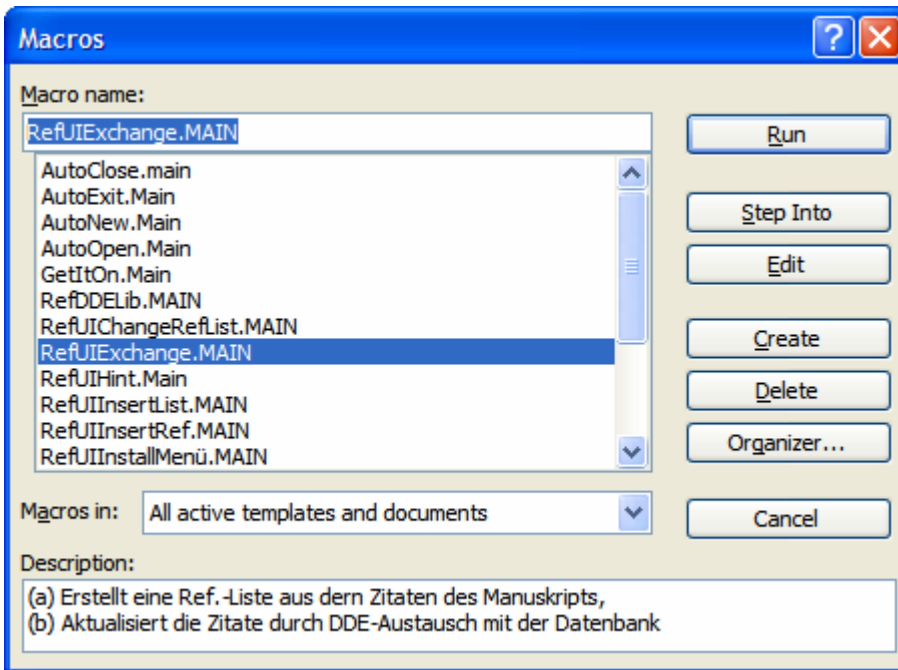 Macros
Macro name:
RefUIExchange.MAIN
Run
AutoClose.main
AutoExit.Main
AutoNew.Main
AutoOpen.Main
GetItOn.Main
RefDDELib.MAIN
RefUIChangeRefList.MAIN
RefUIExchange.MAIN
RefUIHint.Main
RefUIInsertList.MAIN
RefUIInsertRef.MAIN
RefUIInstallMenü.MAIN
Step Into
Edit
Create
Delete
Organizer...
Macros in: All active templates and documents
Cancel
Description:
(a) Erstellt eine Ref.-Liste aus dern Zitaten des Manuskripts,
(b) Aktualisiert die Zitate durch DDE-Austausch mit der Datenbank